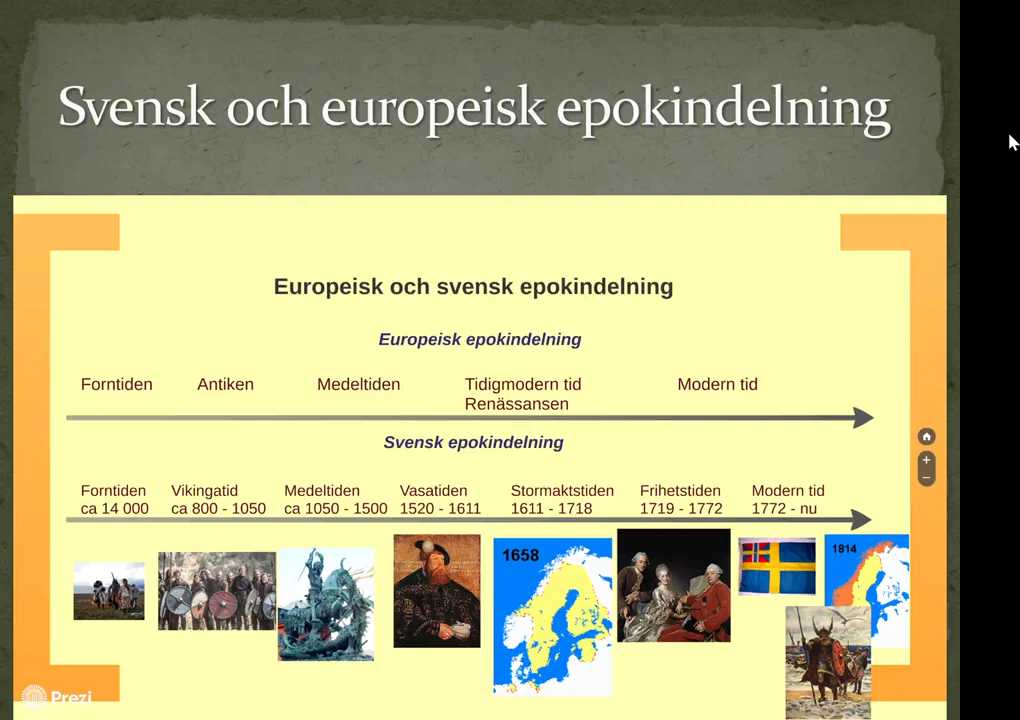 Svensk och europeisk epokindelning
Europeisk och svensk epokindelning
Europeisk epokindelning
Forntiden Antiken Medeltiden Tidigmodern tid Modern tid
Renässansen
Svensk epokindelning
Forntiden Vikingatid Medeltiden Vasatiden Stormaktstiden Frihetstiden Modern tid
ca 14 000 ca 800 - 1050 ca 1050 - 1500 1520 - 1611 1611 - 1718 1719 - 1772 1772 - nu
1658
1814
Prezi